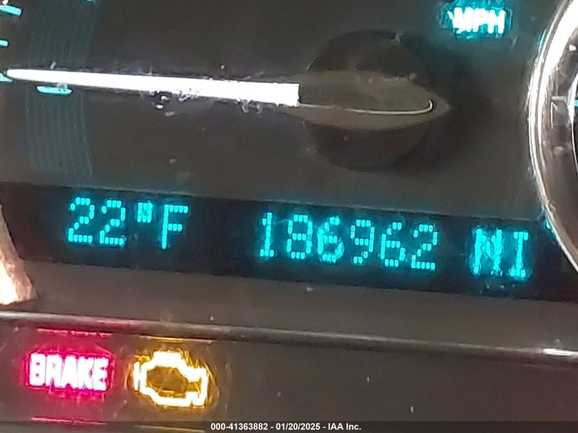 MPH
22°F 186962 MI
BRAKE
000-41363882 - 01/20/2025 - IAA Inc.